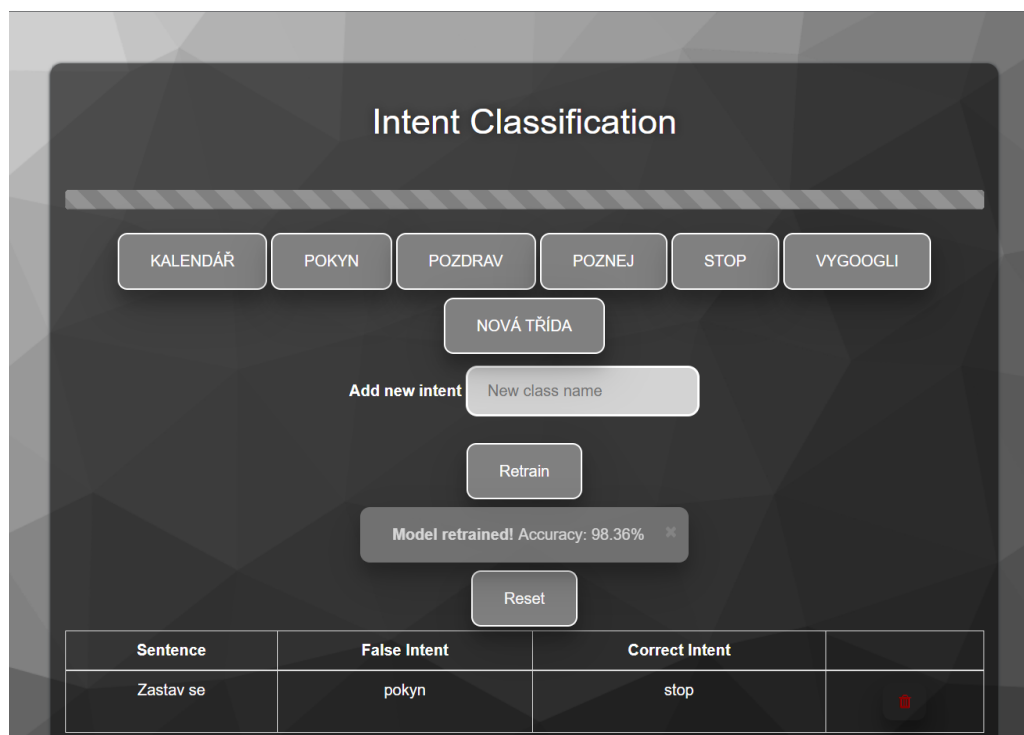 Intent Classification
KALENDÁŘ POKYN POZDRAV POZNEJ STOP VYGOOGLI
NOVÁ TŘÍDA
Add new intent New class name
Retrain
Model retrained! Accuracy: 98.36% ×
Reset
Sentence False Intent Correct Intent
Zastav se pokyn stop